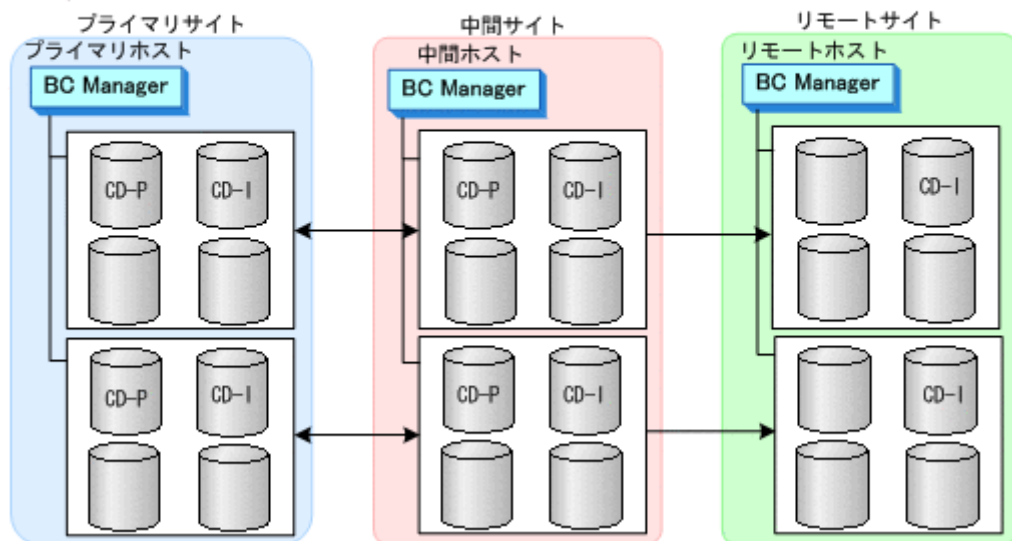 プライマリサイト 中間サイト リモートサイト
プライマリホスト 中間ホスト リモートホスト
BC Manager BC Manager BC Manager
CD-P CD-I CD-P CD-I CD-I
CD-P CD-I CD-P CD-I CD-I